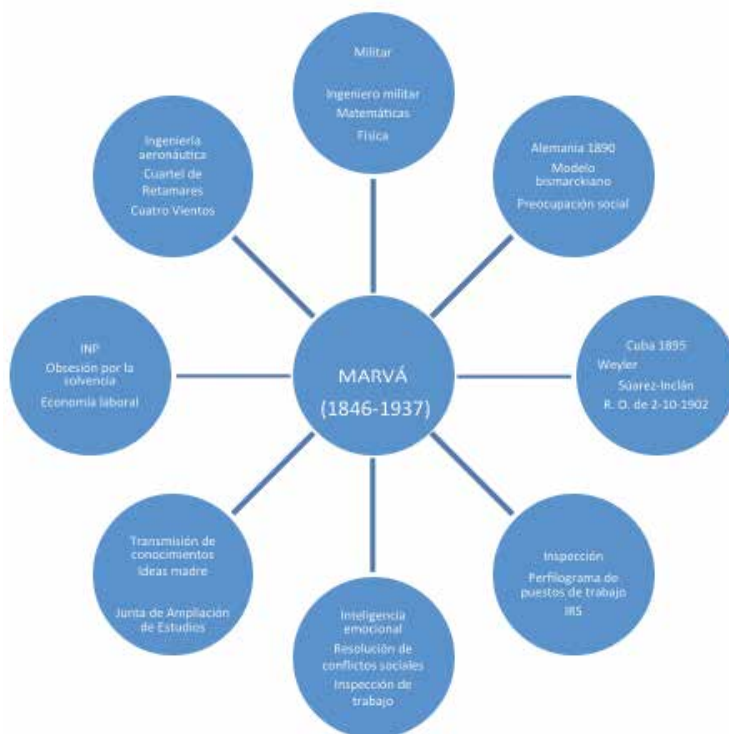 Militar
Ingeniero militar
Matemáticas
Física
Alemania 1890
Modelo
bismarckiano
Preocupación social
Cuba 1895
Weyler
Súarez-Inclán
R. O. de 2-10-1902
Inspección
Perfilograma de
puestos de trabajo
IRS
Inteligencia
emocional
Resolución de
conflictos sociales
Inspección de
trabajo
Transmisión de
conocimientos
Ideas madre
Junta de Ampliación
de Estudios
INP
Obsesión por la
solvencia
Economía laboral
Ingeniería
aeronáutica
Cuartel de
Retamares
Cuatro Vientos
MARVÁ
(1846-1937)